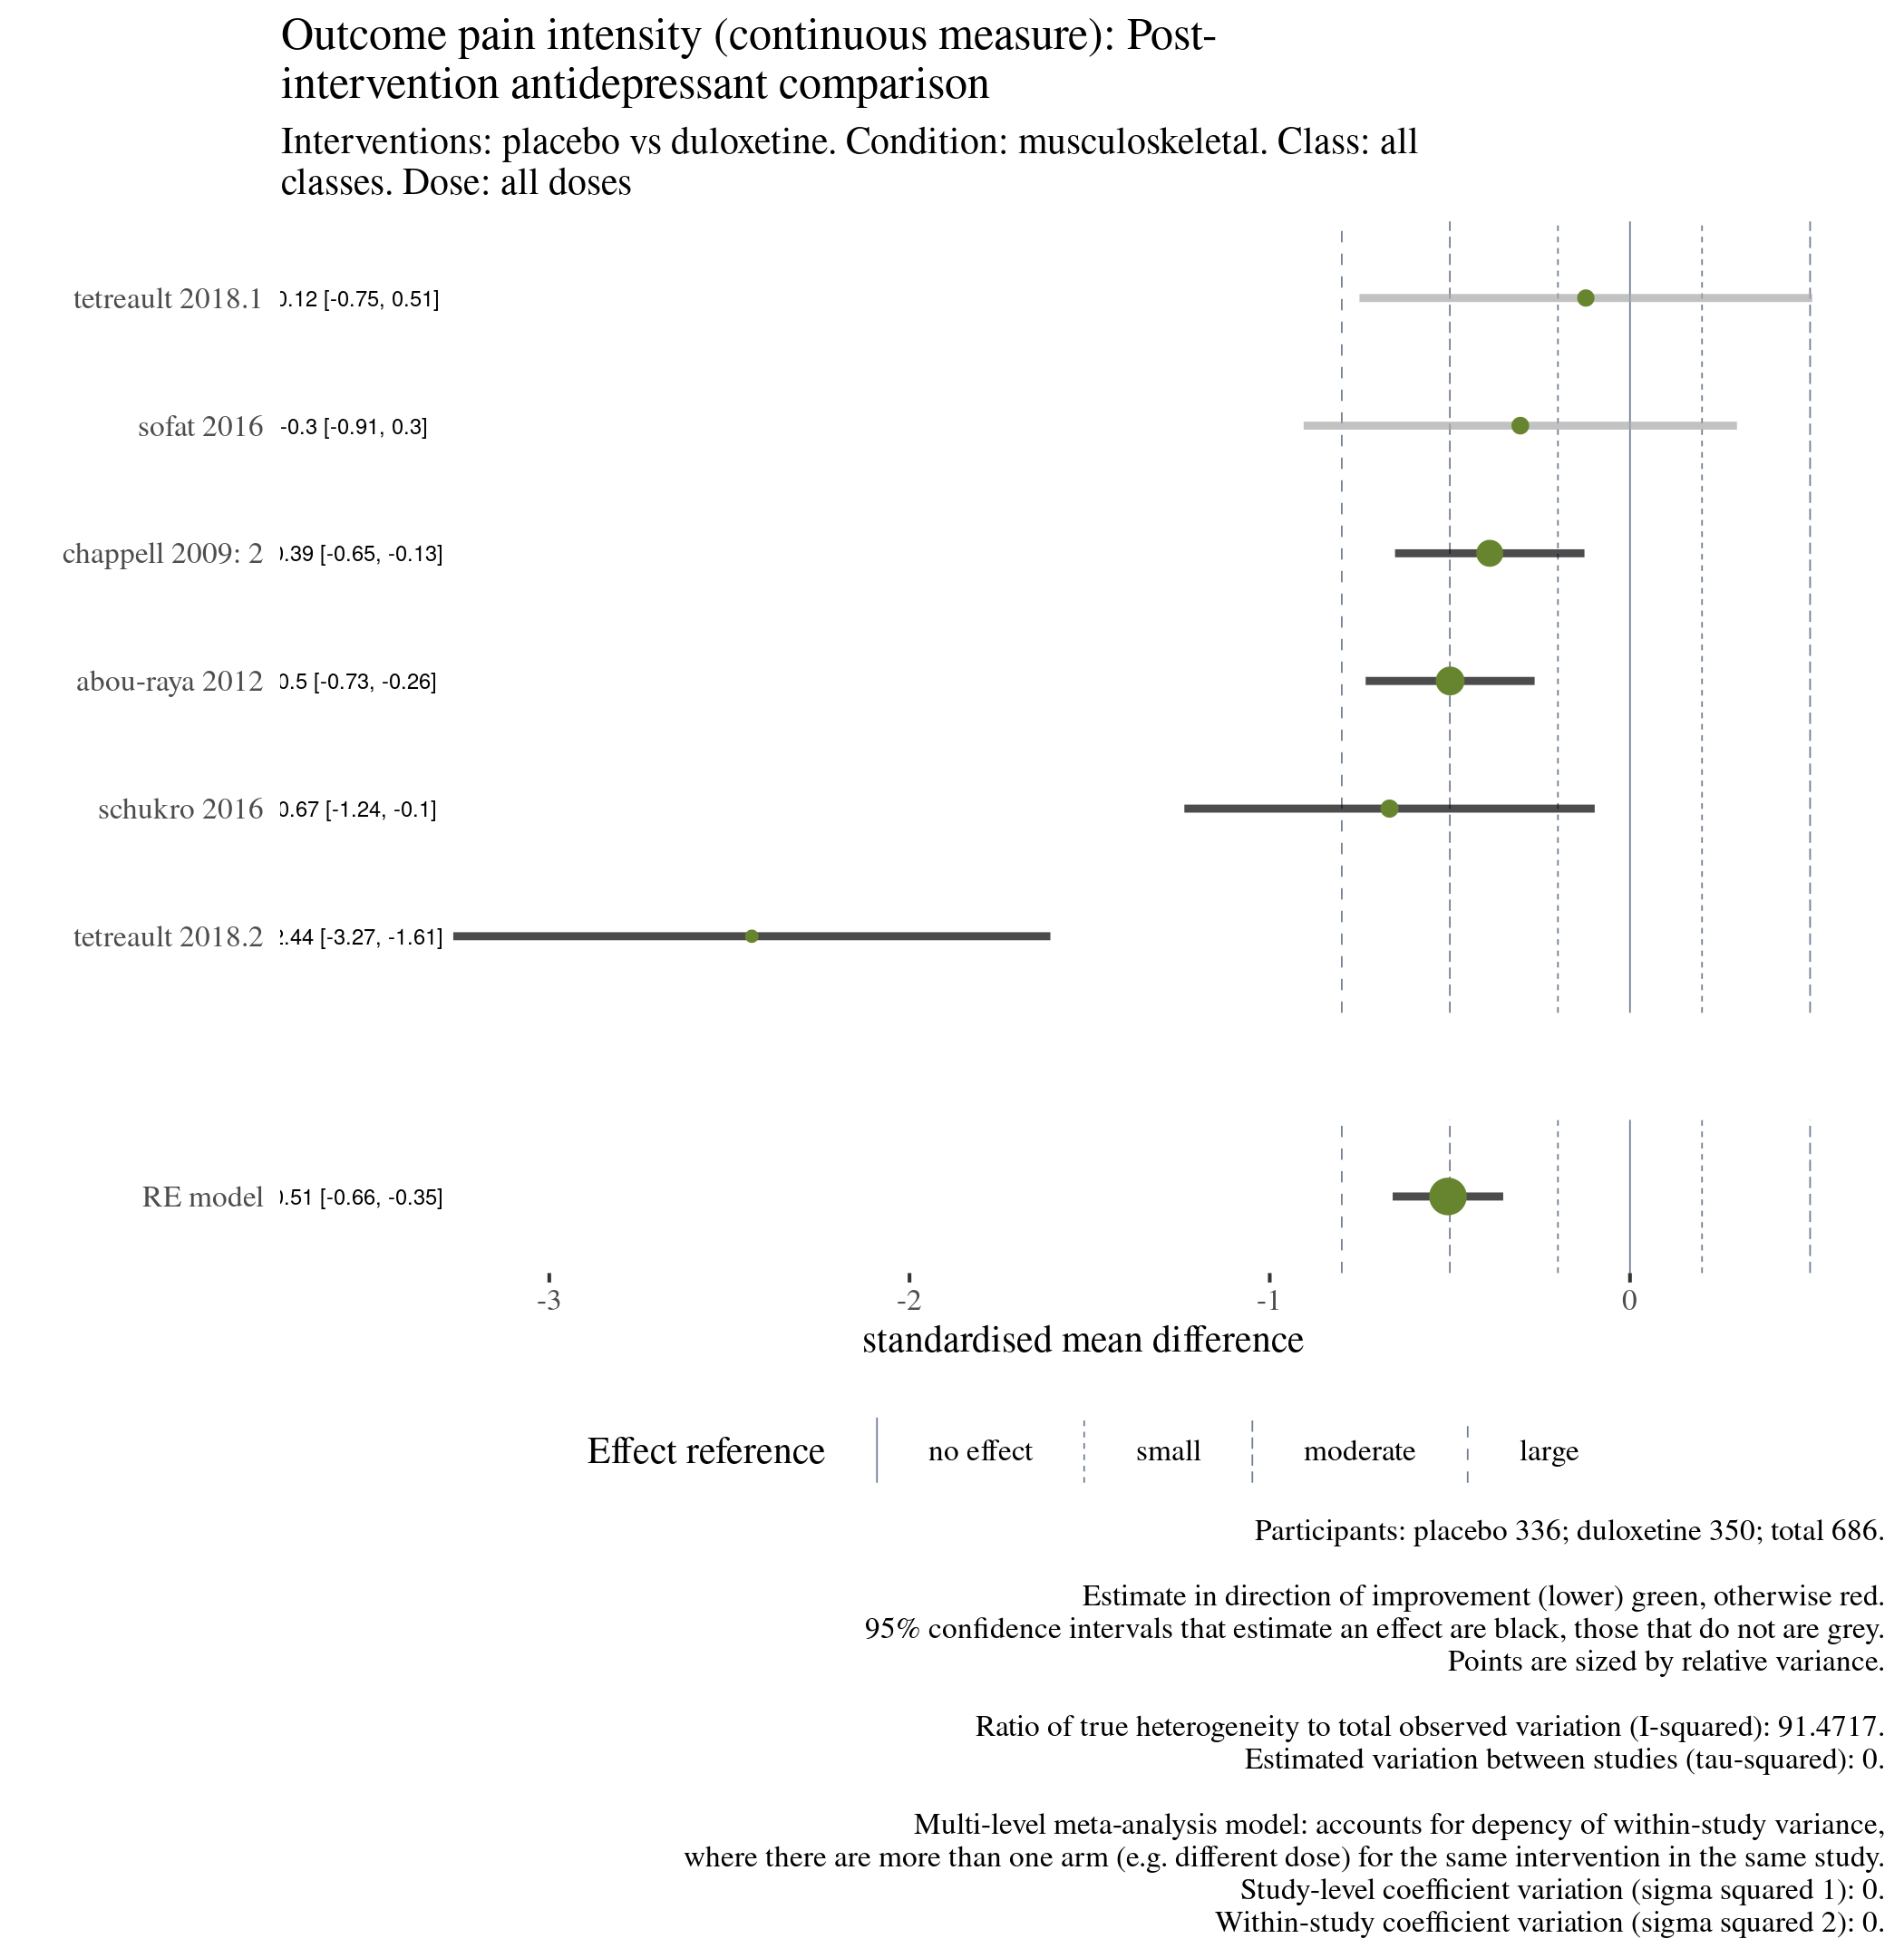 Outcome pain intensity (continuous measure): Post-
intervention antidepressant comparison
Interventions: placebo vs duloxetine. Condition: musculoskeletal. Class: all
classes. Dose: all doses
tetreault 2018.1 0.12 [-0.75, 0.51]
sofat 2016 -0.3 [-0.91, 0.3]
chappell 2009: 2 .39 [-0.65, -0.13]
abou-raya 2012 0.5 [-0.73, -0.26]
schukro 2016 0.67 [-1.24, -0.1]
tetreault 2018.2 2.44 [-3.27, -1.61]
RE model .51 [-0.66, -0.35]
-3 -2 -1 0
standardised mean difference
Effect reference no effect small moderate large
Participants: placebo 336; duloxetine 350; total 686.
Estimate in direction of improvement (lower) green, otherwise red.
95% confidence intervals that estimate an effect are black, those that do not are grey.
Points are sized by relative variance.
Ratio of true heterogeneity to total observed variation (I-squared): 91.4717.
Estimated variation between studies (tau-squared): 0.
Multi-level meta-analysis model: accounts for depency of within-study variance,
where there are more than one arm (e.g. different dose) for the same intervention in the same study.
Study-level coefficient variation (sigma squared 1): 0.
Within-study coefficient variation (sigma squared 2): 0.